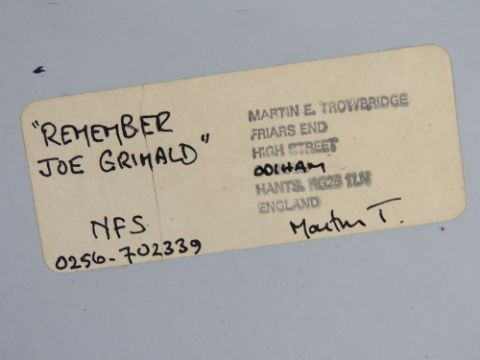 "REMEMBER
JOE GRIMALD"
NFS
0256-702339
MARTIN E. TROWBRIDGE
FRIARS END
HIGH STREET
ODIHAM
HANTS. RG25 1LN
ENGLAND
Martin T.